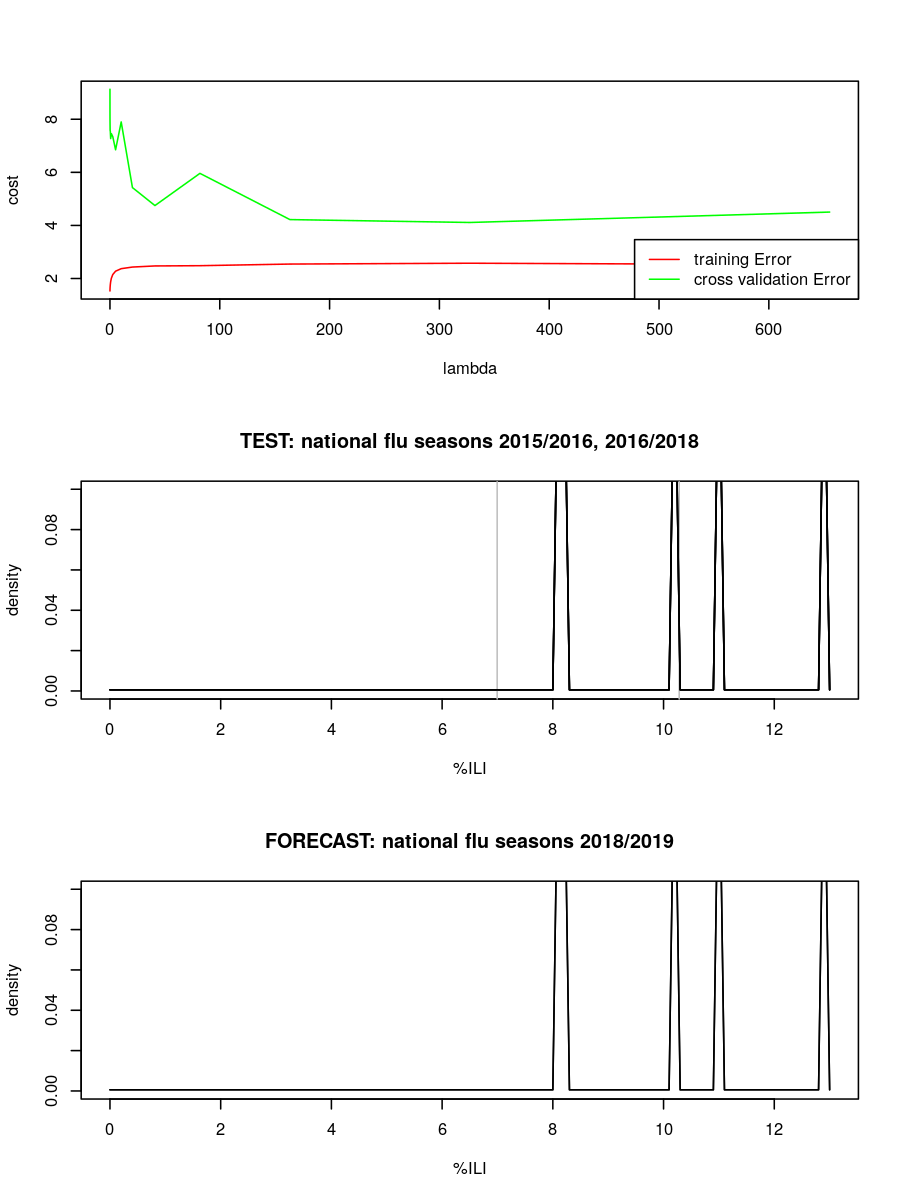 cost
8
6
4
2
training Error
cross validation Error
0 100 200 300 400 500 600
lambda
TEST: national flu seasons 2015/2016, 2016/2018
density
0.08
0.04
0.00
0 2 4 6 8 10 12
%ILI
FORECAST: national flu seasons 2018/2019
density
0.08
0.04
0.00
0 2 4 6 8 10 12
%ILI